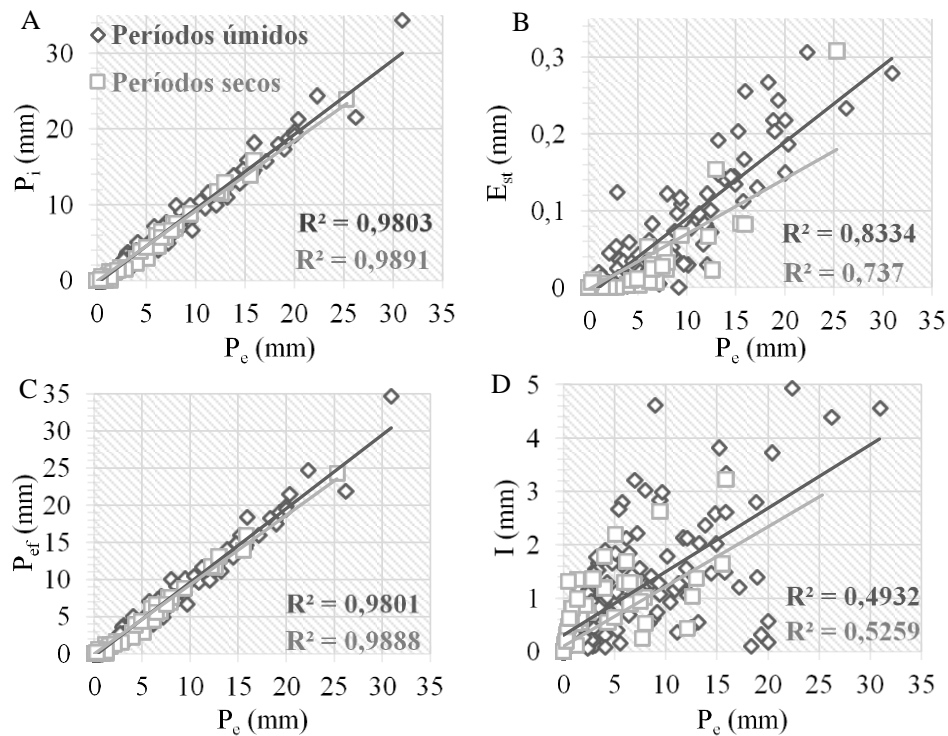 A
Períodos úmidos
Períodos secos
Pi (mm)
30
20
10
0
R² = 0,9803
R² = 0,9891
0 5 10 15 20 25 30 35
Pe (mm)
B
Est (mm)
0,3
0,2
0,1
0
R² = 0,8334
R² = 0,737
0 5 10 15 20 25 30 35
Pe (mm)
C
Pef (mm)
35
30
25
20
15
10
5
0
R² = 0,9801
R² = 0,9888
0 5 10 15 20 25 30 35
Pe (mm)
D
I (mm)
5
4
3
2
1
0
R² = 0,4932
R² = 0,5259
0 5 10 15 20 25 30 35
Pe (mm)